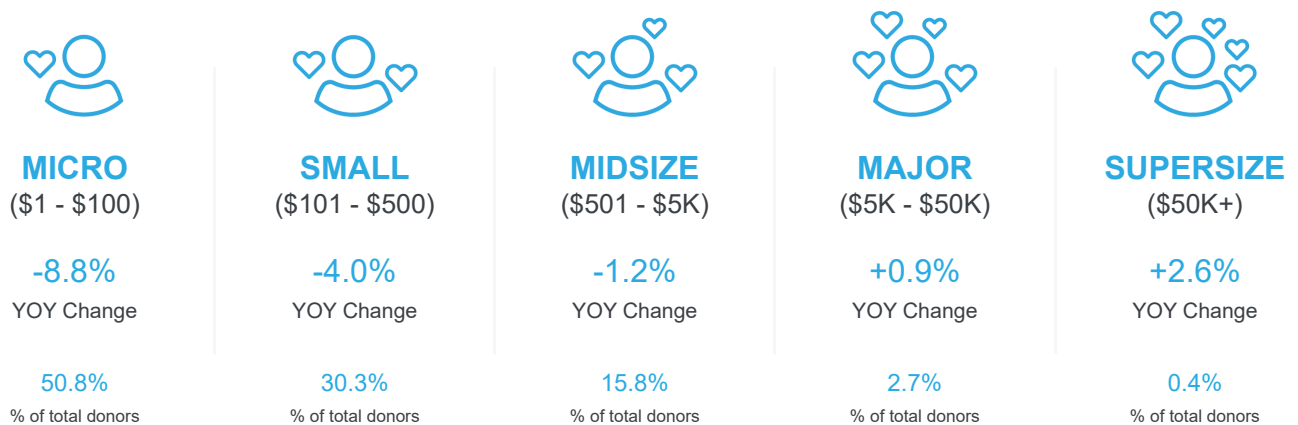 MICRO
($1 - $100)
-8.8%
YOY Change
50.8%
% of total donors
SMALL
($101 - $500)
-4.0%
YOY Change
30.3%
% of total donors
MIDSIZE
($501 - $5K)
-1.2%
YOY Change
15.8%
% of total donors
MAJOR
($5K - $50K)
+0.9%
YOY Change
2.7%
% of total donors
SUPERSIZE
($50K+)
+2.6%
YOY Change
0.4%
% of total donors